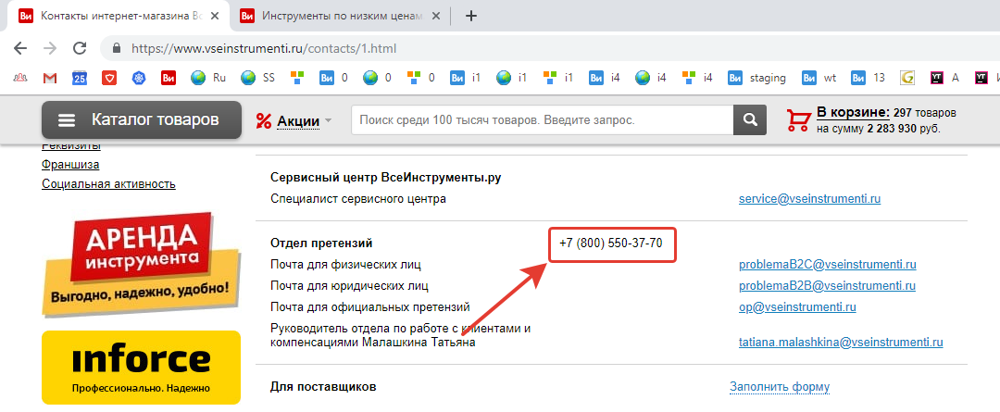 Контакты интернет-магазина Вс
Инструменты по низким ценам
https://www.vseinstrumenti.ru/contacts/1.html
25 Ви Ru SS Ви 0 Ви 0 0 Ви i1 i1 i1 Ви i4 i4 i4 Ви staging Ви wt Ви 13 G YT A YT
Каталог товаров
% Акции
Поиск среди 100 тысяч товаров. Введите запрос.
В корзине: 297 товаров
на сумму 2 283 930 руб.
Реквизиты
Франшиза
Социальная активность
АРЕНДА
инструмента
Выгодно, надежно, удобно!
inforce
Профессионально. Надежно
Сервисный центр ВсеИнструменты.ру
Специалист сервисного центра service@vseinstrumenti.ru
Отдел претензий +7 (800) 550-37-70
Почта для физических лиц problemaB2C@vseinstrumenti.ru
Почта для юридических лиц problemaB2B@vseinstrumenti.ru
Почта для официальных претензий op@vseinstrumenti.ru
Руководитель отдела по работе с клиентами и
компенсациями Малашкина Татьяна tatiana.malashkina@vseinstrumenti.ru
Для поставщиков Заполнить форму